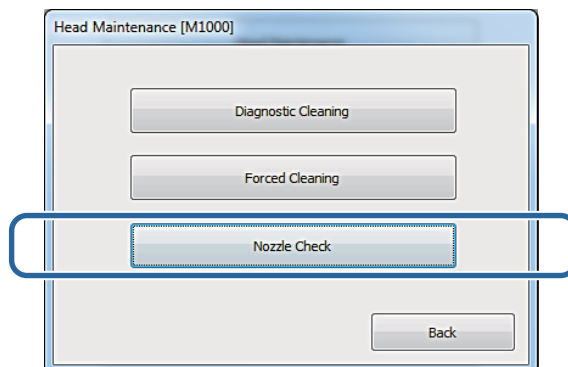 Head Maintenance [M1000]
Diagnostic Cleaning
Forced Cleaning
Nozzle Check
Back